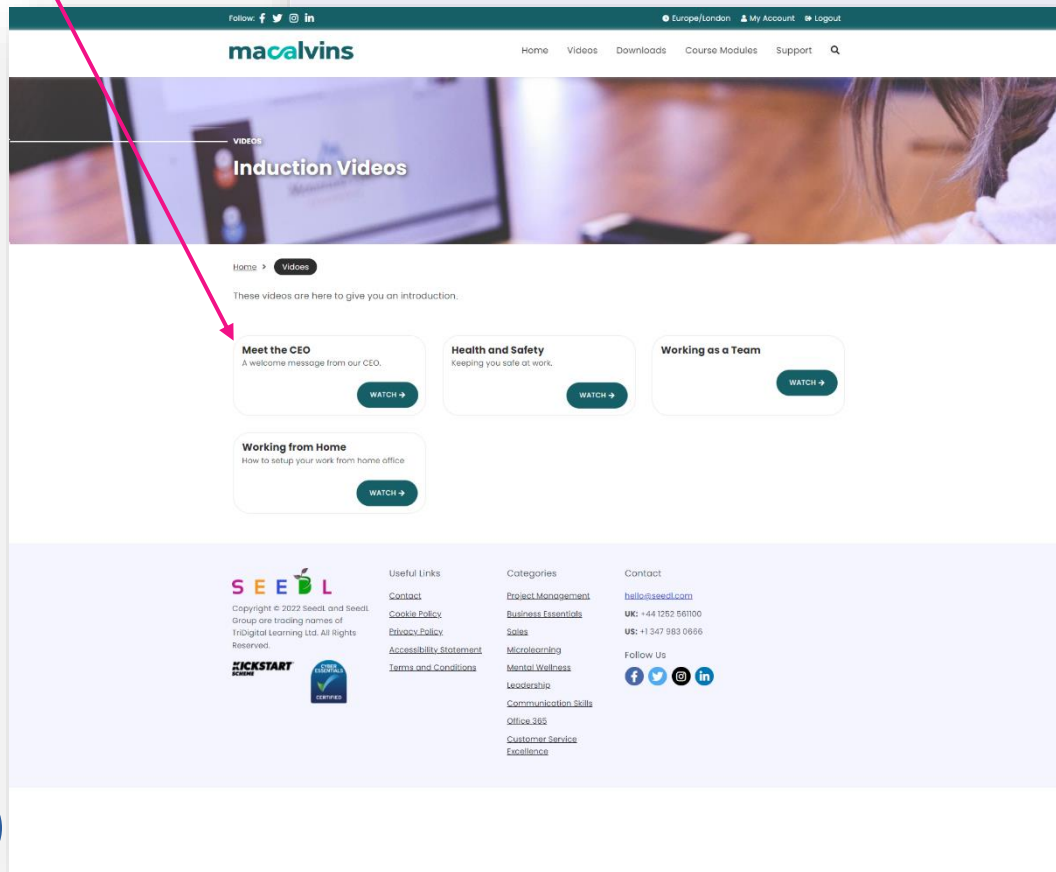 Follow:
Europe/London My Account Logout
macalvins
Home Videos Downloads Course Modules Support
VIDEOS
Induction Videos
Home > Vidoes
These videos are here to give you an introduction.
Meet the CEO
A welcome message from our CEO.
WATCH →
Health and Safety
Keeping you safe at work.
WATCH →
Working as a Team
WATCH →
Working from Home
How to setup your work from home office
WATCH →
SEEDL
Copyright © 2022 SeedL and SeedL
Group are trading names of
TriDigital Learning Ltd. All Rights
Reserved.
KICKSTART
SCHEME
CYBER
ESSENTIALS
CERTIFIED
Useful Links
Contact
Cookie Policy
Privacy Policy
Accessibility Statement
Terms and Conditions
Categories
Project Management
Business Essentials
Sales
Microlearning
Mental Wellness
Leadership
Communication Skills
Office 365
Customer Service
Excellence
Contact
hello@seedl.com
UK: +44 1252 561100
US: +1 347 983 0666
Follow Us